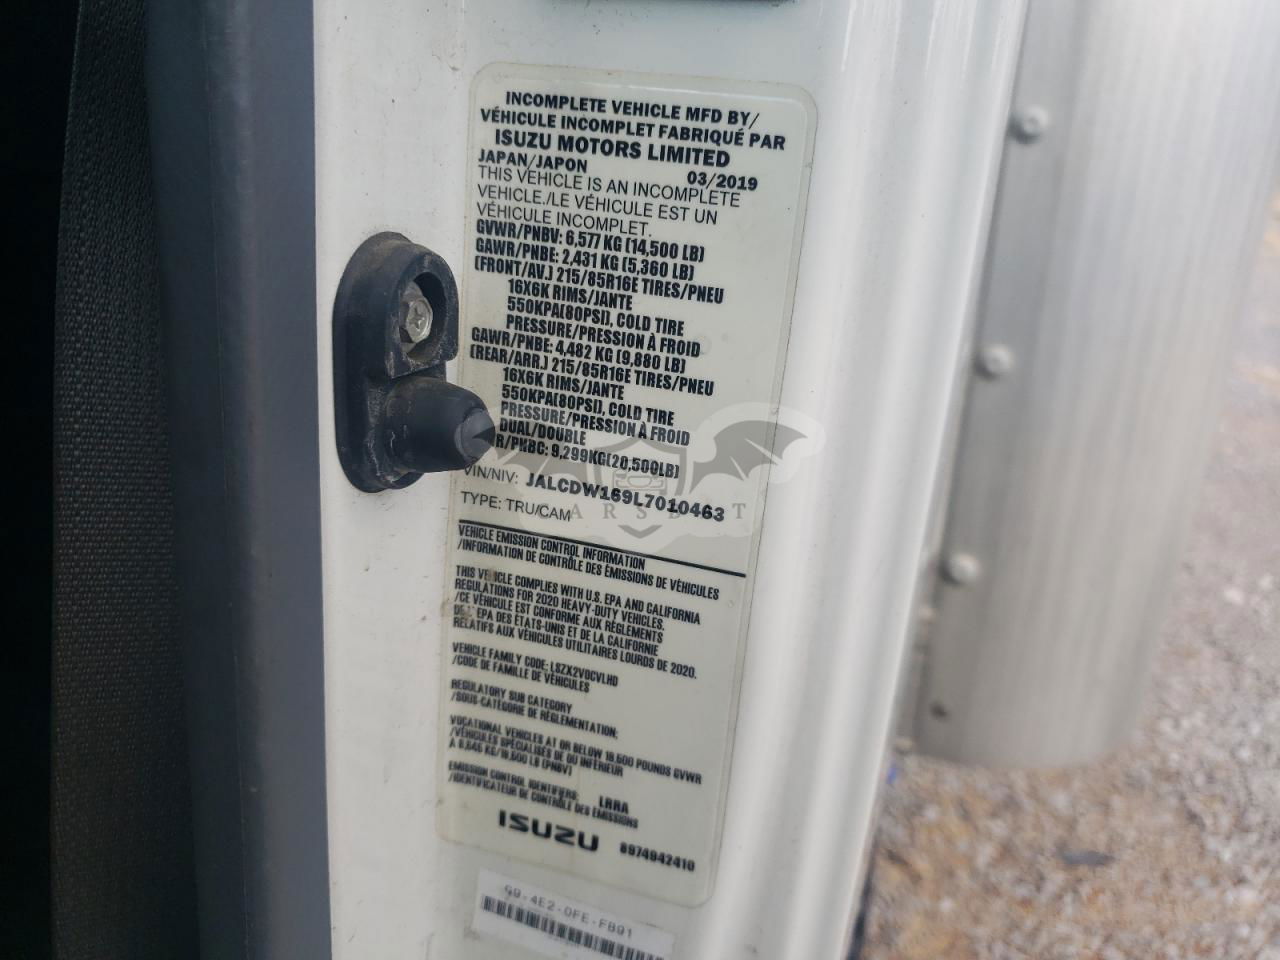 INCOMPLETE VEHICLE MFD BY/
VÉHICULE INCOMPLET FABRIQUÉ PAR
ISUZU MOTORS LIMITED
JAPAN/JAPON 03/2019
THIS VEHICLE IS AN INCOMPLETE
VEHICLE./LE VÉHICULE EST UN
VÉHICULE INCOMPLET.
GVWR/PNBV: 6,577 KG (14,500 LB)
GAWR/PNBE: 2,431 KG (5,360 LB)
(FRONT/AV.) 215/85R16E TIRES/PNEU
16X6K RIMS/JANTE
550KPA(80PSI), COLD TIRE
PRESSURE/PRESSION À FROID
GAWR/PNBE: 4,482 KG (9,880 LB)
(REAR/ARR.) 215/85R16E TIRES/PNEU
16X6K RIMS/JANTE
550KPA(80PSI), COLD TIRE
PRESSURE/PRESSION À FROID
DUAL/DOUBLE
R/PNBC: 9,299KG(20,500LB)
VIN/NIV: JALCDW169L7010463
TYPE: TRU/CAM
CARSBAT
VEHICLE EMISSION CONTROL INFORMATION
/INFORMATION DE CONTRÔLE DES ÉMISSIONS DE VÉHICULES
THIS VEHICLE COMPLIES WITH U.S. EPA AND CALIFORNIA
REGULATIONS FOR 2020 HEAVY-DUTY VEHICLES.
/CE VÉHICULE EST CONFORME AUX RÈGLEMENTS
DE L'EPA DES ÉTATS-UNIS ET DE LA CALIFORNIE
RELATIFS AUX VÉHICULES UTILITAIRES LOURDS DE 2020.
VEHICLE FAMILY CODE: LSZX2VOCVLHD
/CODE DE FAMILLE DE VÉHICULES
REGULATORY SUB CATEGORY
/SOUS-CATÉGORIE DE RÉGLEMENTATION:
VOCATIONAL VEHICLES AT OR BELOW 19,500 POUNDS GVWR
/VÉHICULES SPÉCIALISÉS DE OU INFÉRIEUR
À 8,845 KG/19,500 LB (PNBV)
EMISSION CONTROL IDENTIFIERS: LRRA
/IDENTIFICATEUR DE CONTRÔLE DES ÉMISSIONS
ISUZU 8974942410
G9-4E2-0FE-FB91